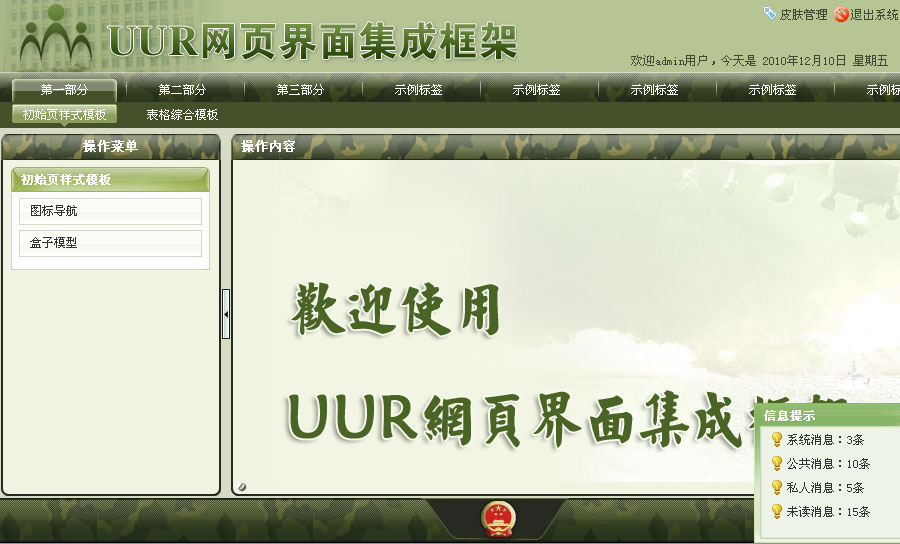 皮肤管理 退出系统
UUR网页界面集成框架
欢迎admin用户，今天是 2010年12月10日 星期五
第一部分 第二部分 第三部分 示例标签 示例标签 示例标签 示例标签 示例标
初始页样式模板 表格综合模板
操作菜单
初始页样式模板
图标导航
盒子模型
操作内容
歡迎使用
UUR網頁界面集成框架
信息提示
系统消息：3条
公共消息：10条
私人消息：5条
未读消息：15条